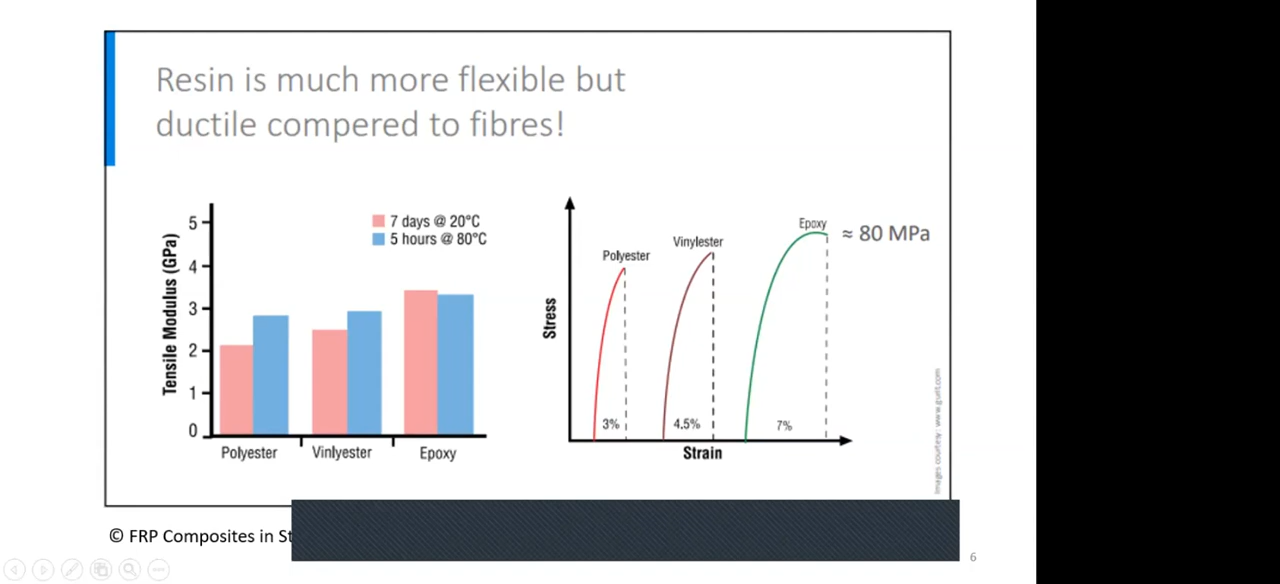 Resin is much more flexible but
ductile compered to fibres!
Tensile Modulus (GPa)
5
4
3
2
1
0
7 days @ 20°C
5 hours @ 80°C
Polyester
Vinlyester
Epoxy
Stress
Polyester
Vinylester
Epoxy
≈ 80 MPa
3%
4.5%
7%
Strain
Images courtesy: www.gurit.com
© FRP Composites in St
6